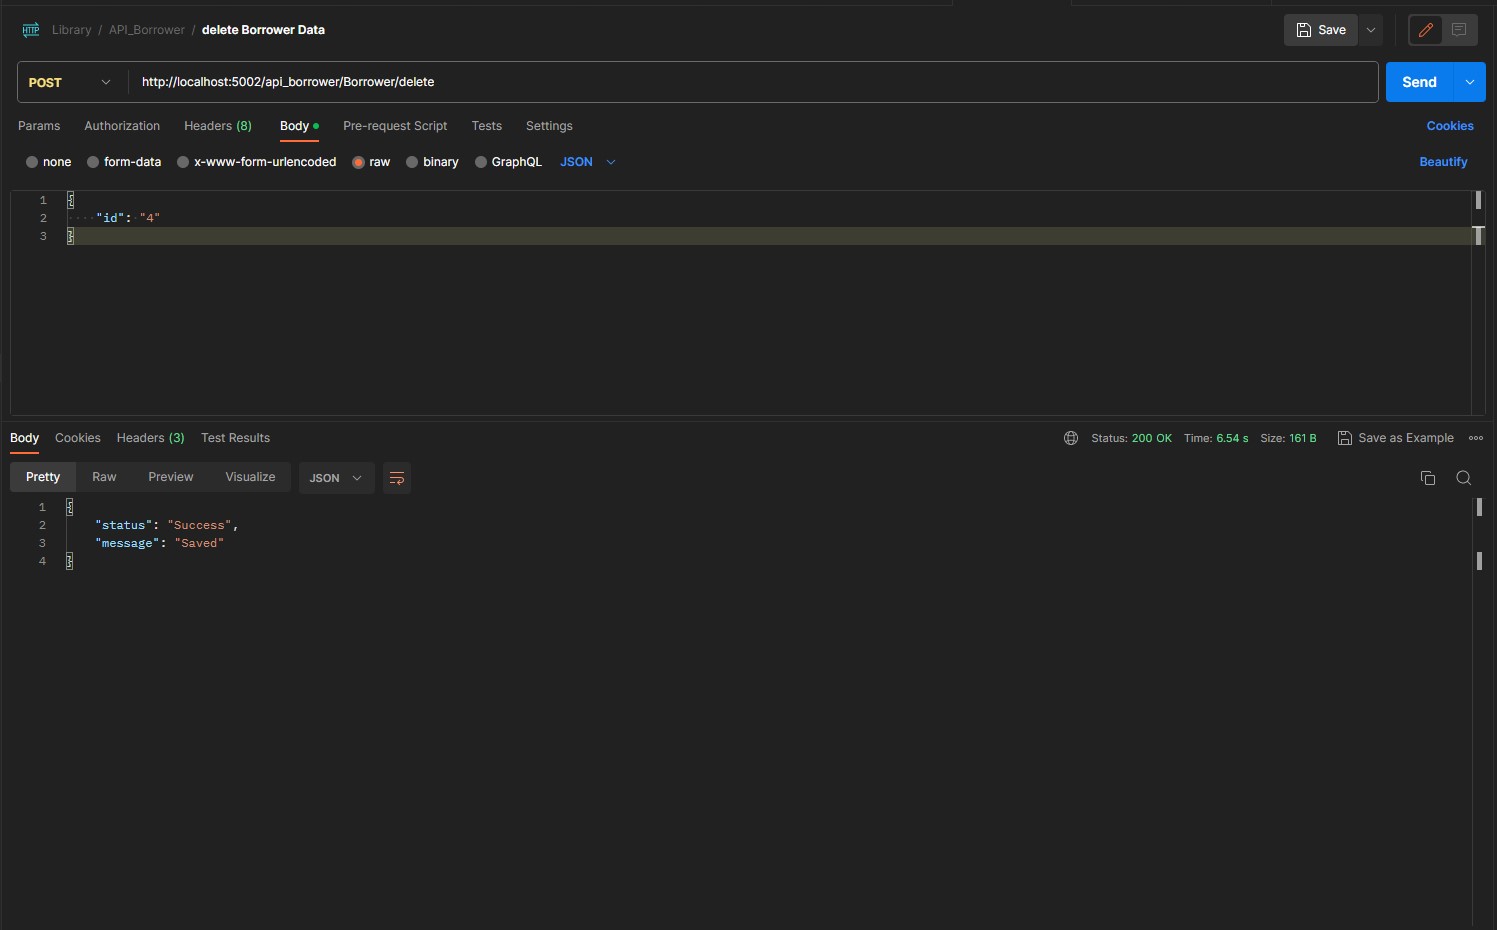 HTTP Library / API_Borrower / delete Borrower Data Save
POST http://localhost:5002/api_borrower/Borrower/delete Send
Params Authorization Headers (8) Body Pre-request Script Tests Settings Cookies
none form-data x-www-form-urlencoded raw binary GraphQL JSON Beautify
1 {
2 ····"id":·"4"
3 }
Body Cookies Headers (3) Test Results Status: 200 OK Time: 6.54 s Size: 161 B Save as Example
Pretty Raw Preview Visualize JSON
1 {
2 "status": "Success",
3 "message": "Saved"
4 }